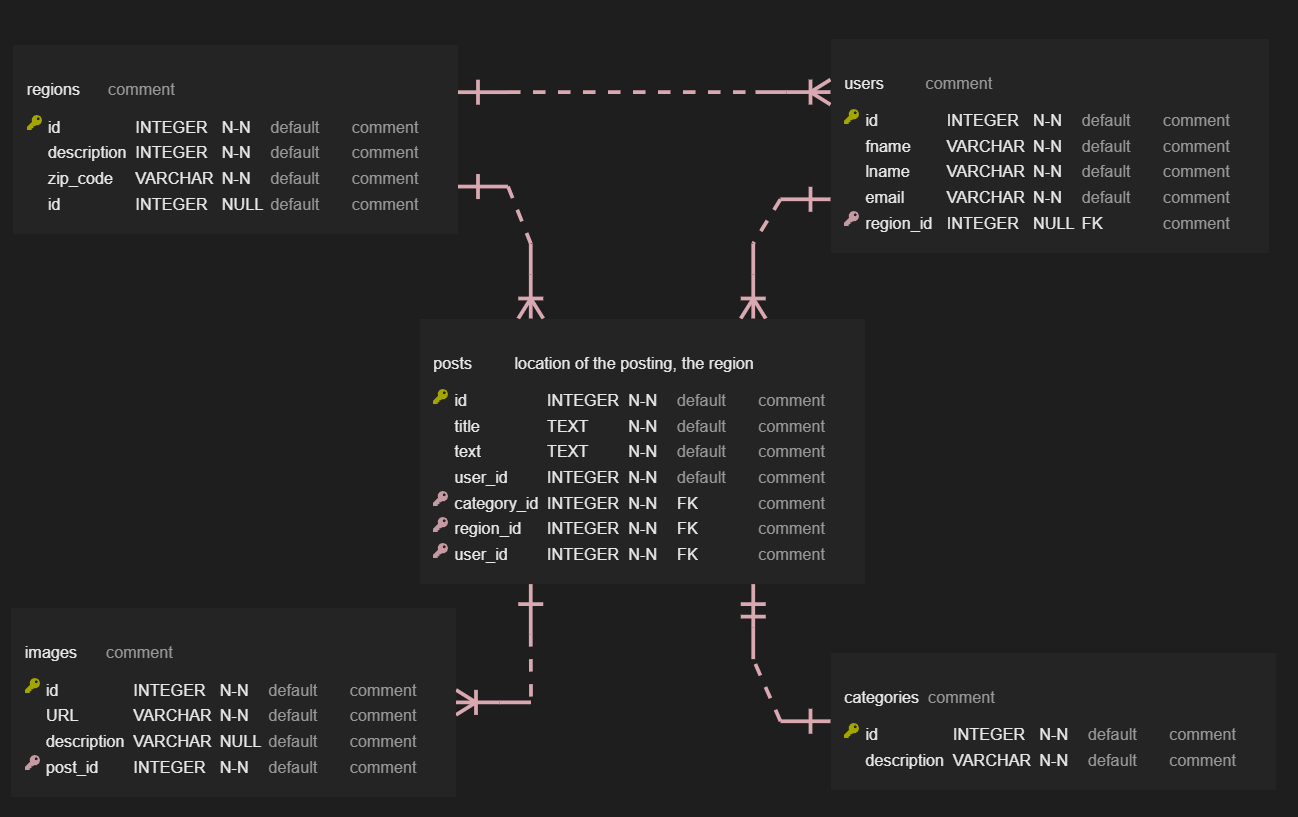 regions comment
id INTEGER N-N default comment
description INTEGER N-N default comment
zip_code VARCHAR N-N default comment
id INTEGER NULL default comment
users comment
id INTEGER N-N default comment
fname VARCHAR N-N default comment
lname VARCHAR N-N default comment
email VARCHAR N-N default comment
region_id INTEGER NULL FK comment
posts location of the posting, the region
id INTEGER N-N default comment
title TEXT N-N default comment
text TEXT N-N default comment
user_id INTEGER N-N default comment
category_id INTEGER N-N FK comment
region_id INTEGER N-N FK comment
user_id INTEGER N-N FK comment
images comment
id INTEGER N-N default comment
URL VARCHAR N-N default comment
description VARCHAR NULL default comment
post_id INTEGER N-N default comment
categories comment
id INTEGER N-N default comment
description VARCHAR N-N default comment